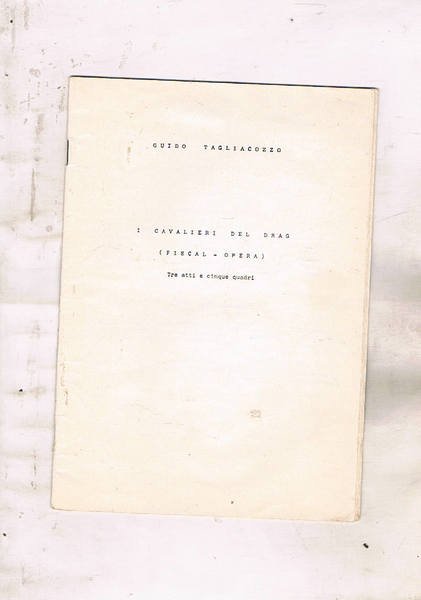 GUIDO TAGLIACOZZO
I CAVALIERI DEL DRAG
(FISCAL - OPERA)
Tre atti e cinque quadri